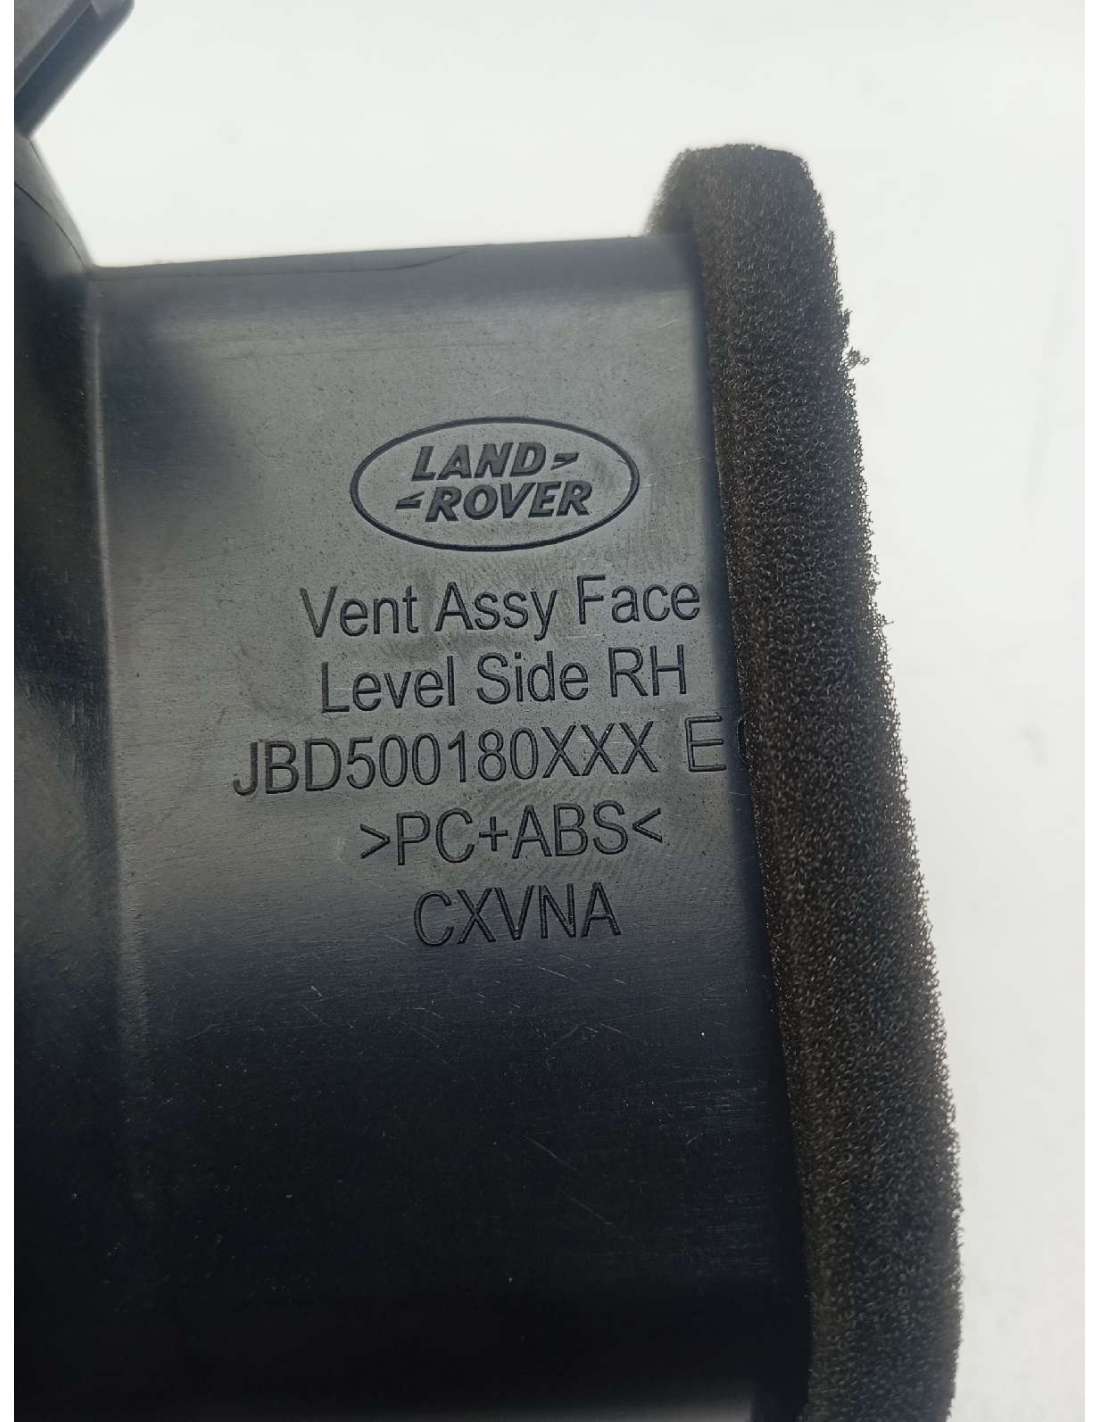 LAND-
-ROVER
Vent Assy Face
Level Side RH
JBD500180XXX E
>PC+ABS<
CXVNA